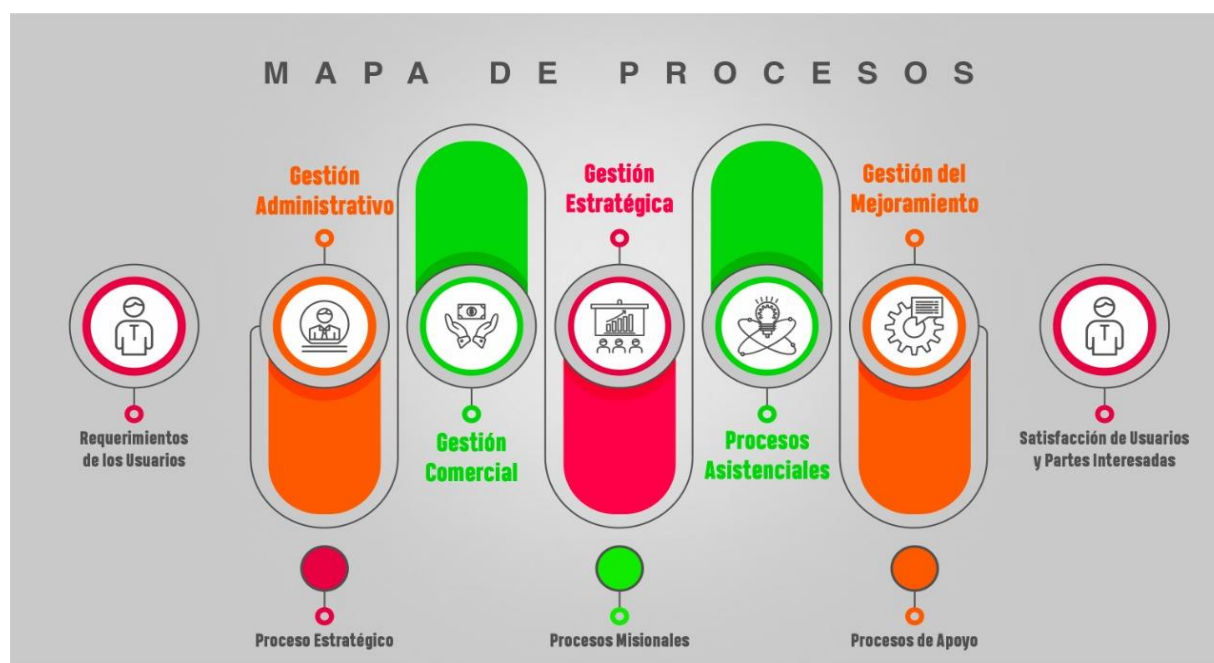 MAPA DE PROCESOS
Gestión
Administrativo
Gestión
Estratégica
Gestión del
Mejoramiento
Requerimientos
de los Usuarios
Gestión
Comercial
Procesos
Asistenciales
Satisfacción de Usuarios
y Partes Interesadas
Proceso Estratégico
Procesos Misionales
Procesos de Apoyo